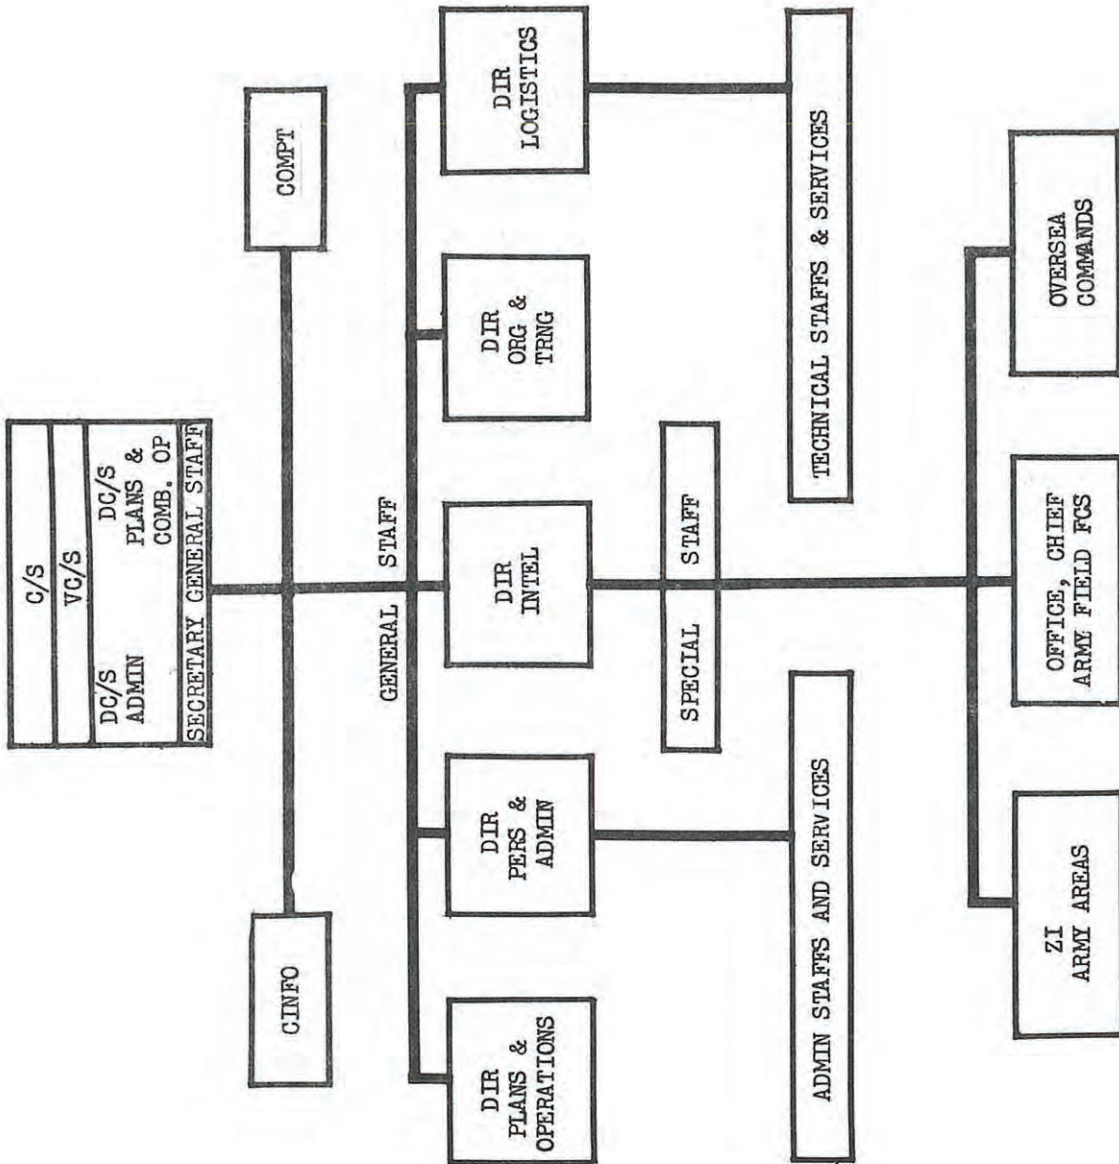 C/S
VC/S
DC/S
ADMIN
DC/S
PLANS &
COMB. OP
SECRETARY GENERAL STAFF
CINFO
COMPT
GENERAL STAFF
DIR
PLANS &
OPERATIONS
DIR
PERS &
ADMIN
DIR
INTEL
DIR
ORG &
TRNG
DIR
LOGISTICS
SPECIAL STAFF
ADMIN STAFFS AND SERVICES
TECHNICAL STAFFS & SERVICES
ZI
ARMY AREAS
OFFICE, CHIEF
ARMY FIELD FCS
OVERSEA
COMMANDS